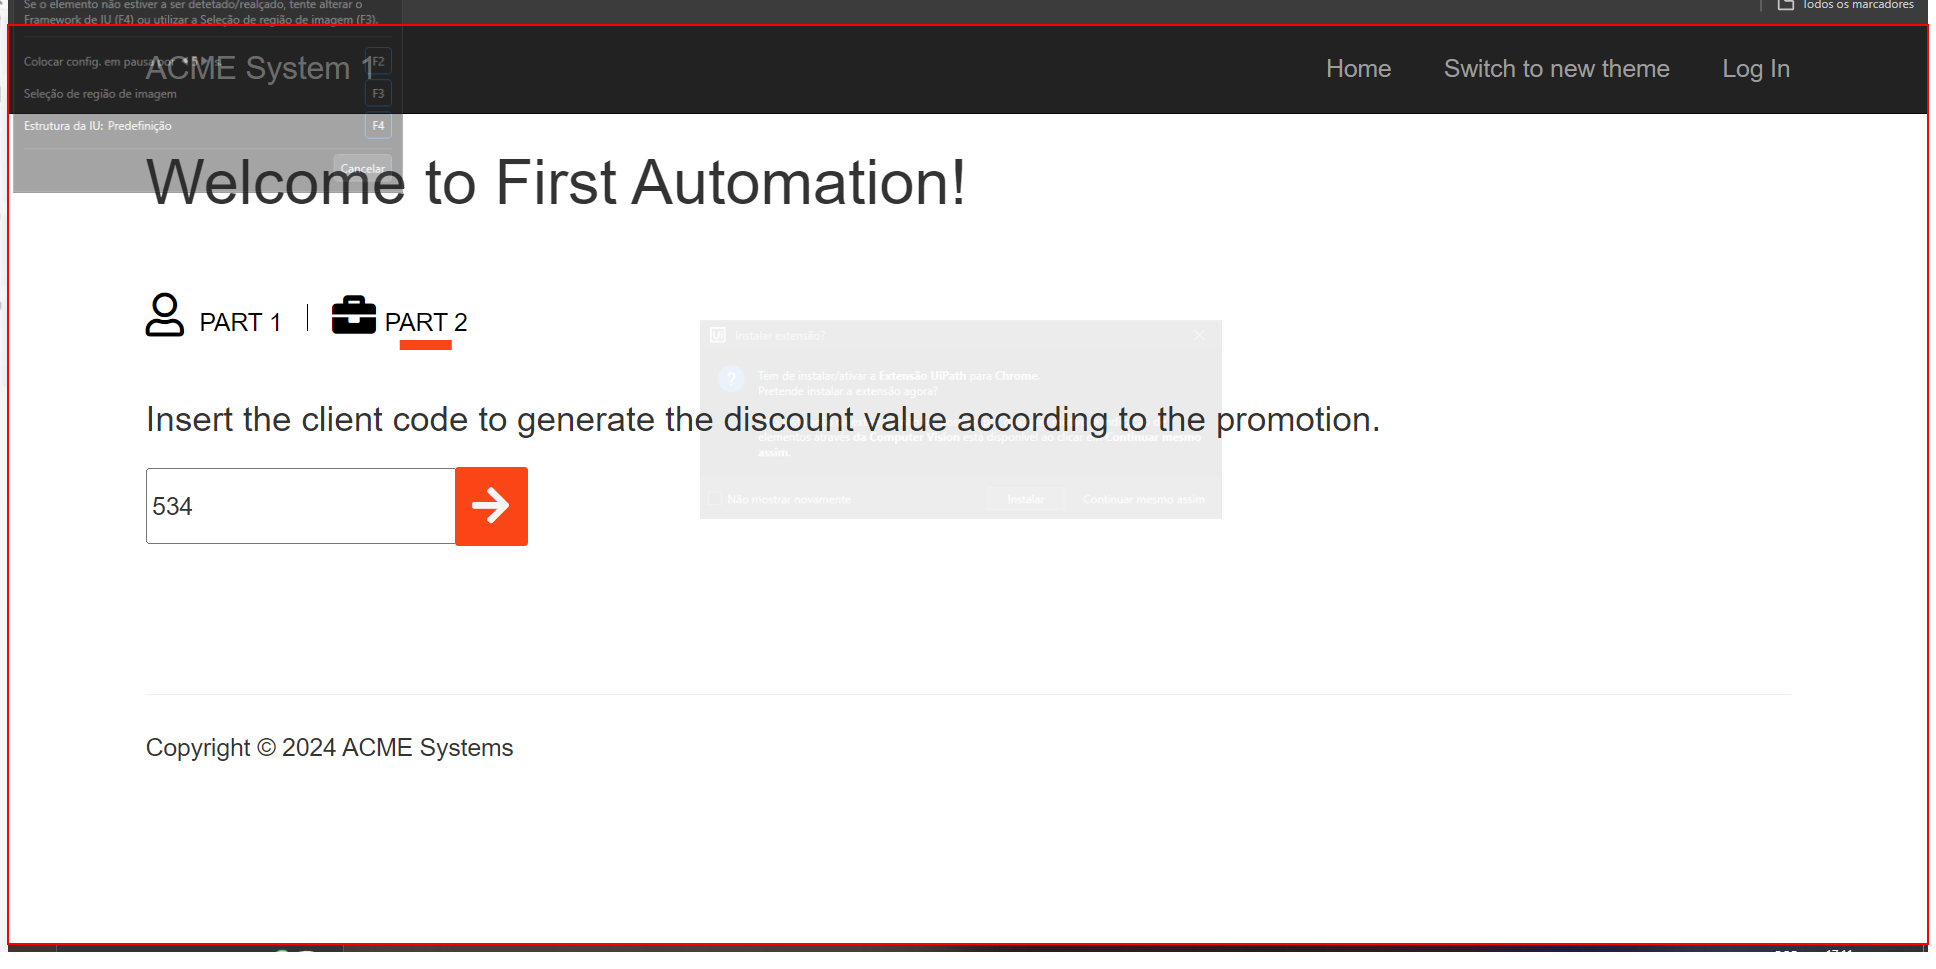 Se o elemento não estiver a ser detetado/realçado, tente alterar o
Framework de IU (F4) ou utilizar a Seleção de região de imagem (F3).
Todos os marcadores
Colocar config. em pausa por 5 s F2
ACME System 1
Home Switch to new theme Log In
Seleção de região de imagem F3
Estrutura da IU: Predefinição F4
Cancelar
Welcome to First Automation!
PART 1 PART 2
Ui Instalar extensão?
Tem de instalar/ativar a Extensão UiPath para Chrome.
Pretende instalar a extensão agora?
Insert the client code to generate the discount value according to the promotion.
elementos através da Computer Vision está disponível ao clicar em Continuar mesmo
assim.
Não mostrar novamente Instalar Continuar mesmo assim
534
Copyright © 2024 ACME Systems